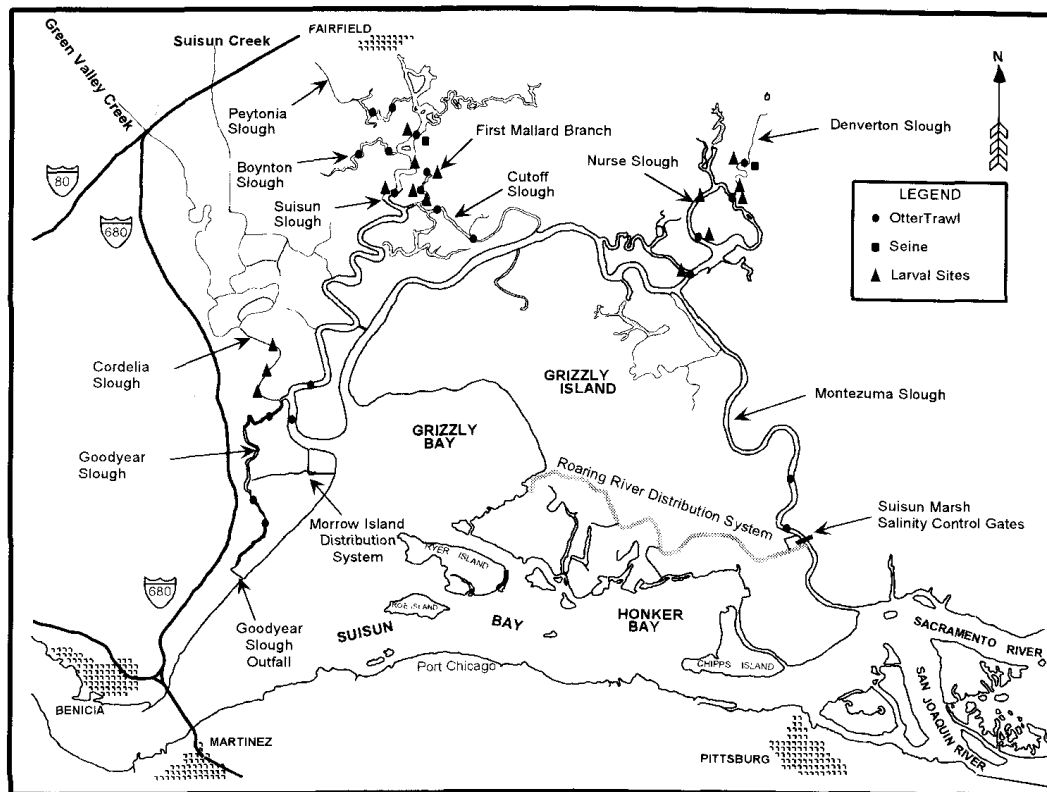 FAIRFIELD
Suisun Creek
Green Valley Creek
N
Peytonia
Slough
First Mallard Branch
Denverton Slough
Boynton
Slough
Nurse Slough
Cutoff
Slough
80
Suisun
Slough
LEGEND
OtterTrawl
Seine
Larval Sites
680
Cordelia
Slough
GRIZZLY
ISLAND
Montezuma Slough
GRIZZLY
BAY
Goodyear
Slough
Roaring River Distribution System
Suisun Marsh
Salinity Control Gates
Morrow Island
Distribution
System
RYER ISLAND
680
ROE ISLAND
HONKER
BAY
Goodyear
Slough
Outfall
SUISUN
BAY
SACRAMENTO RIVER
Port Chicago
CHIPPS ISLAND
SAN
JOAQUIN
RIVER
BENICIA
MARTINEZ
PITTSBURG